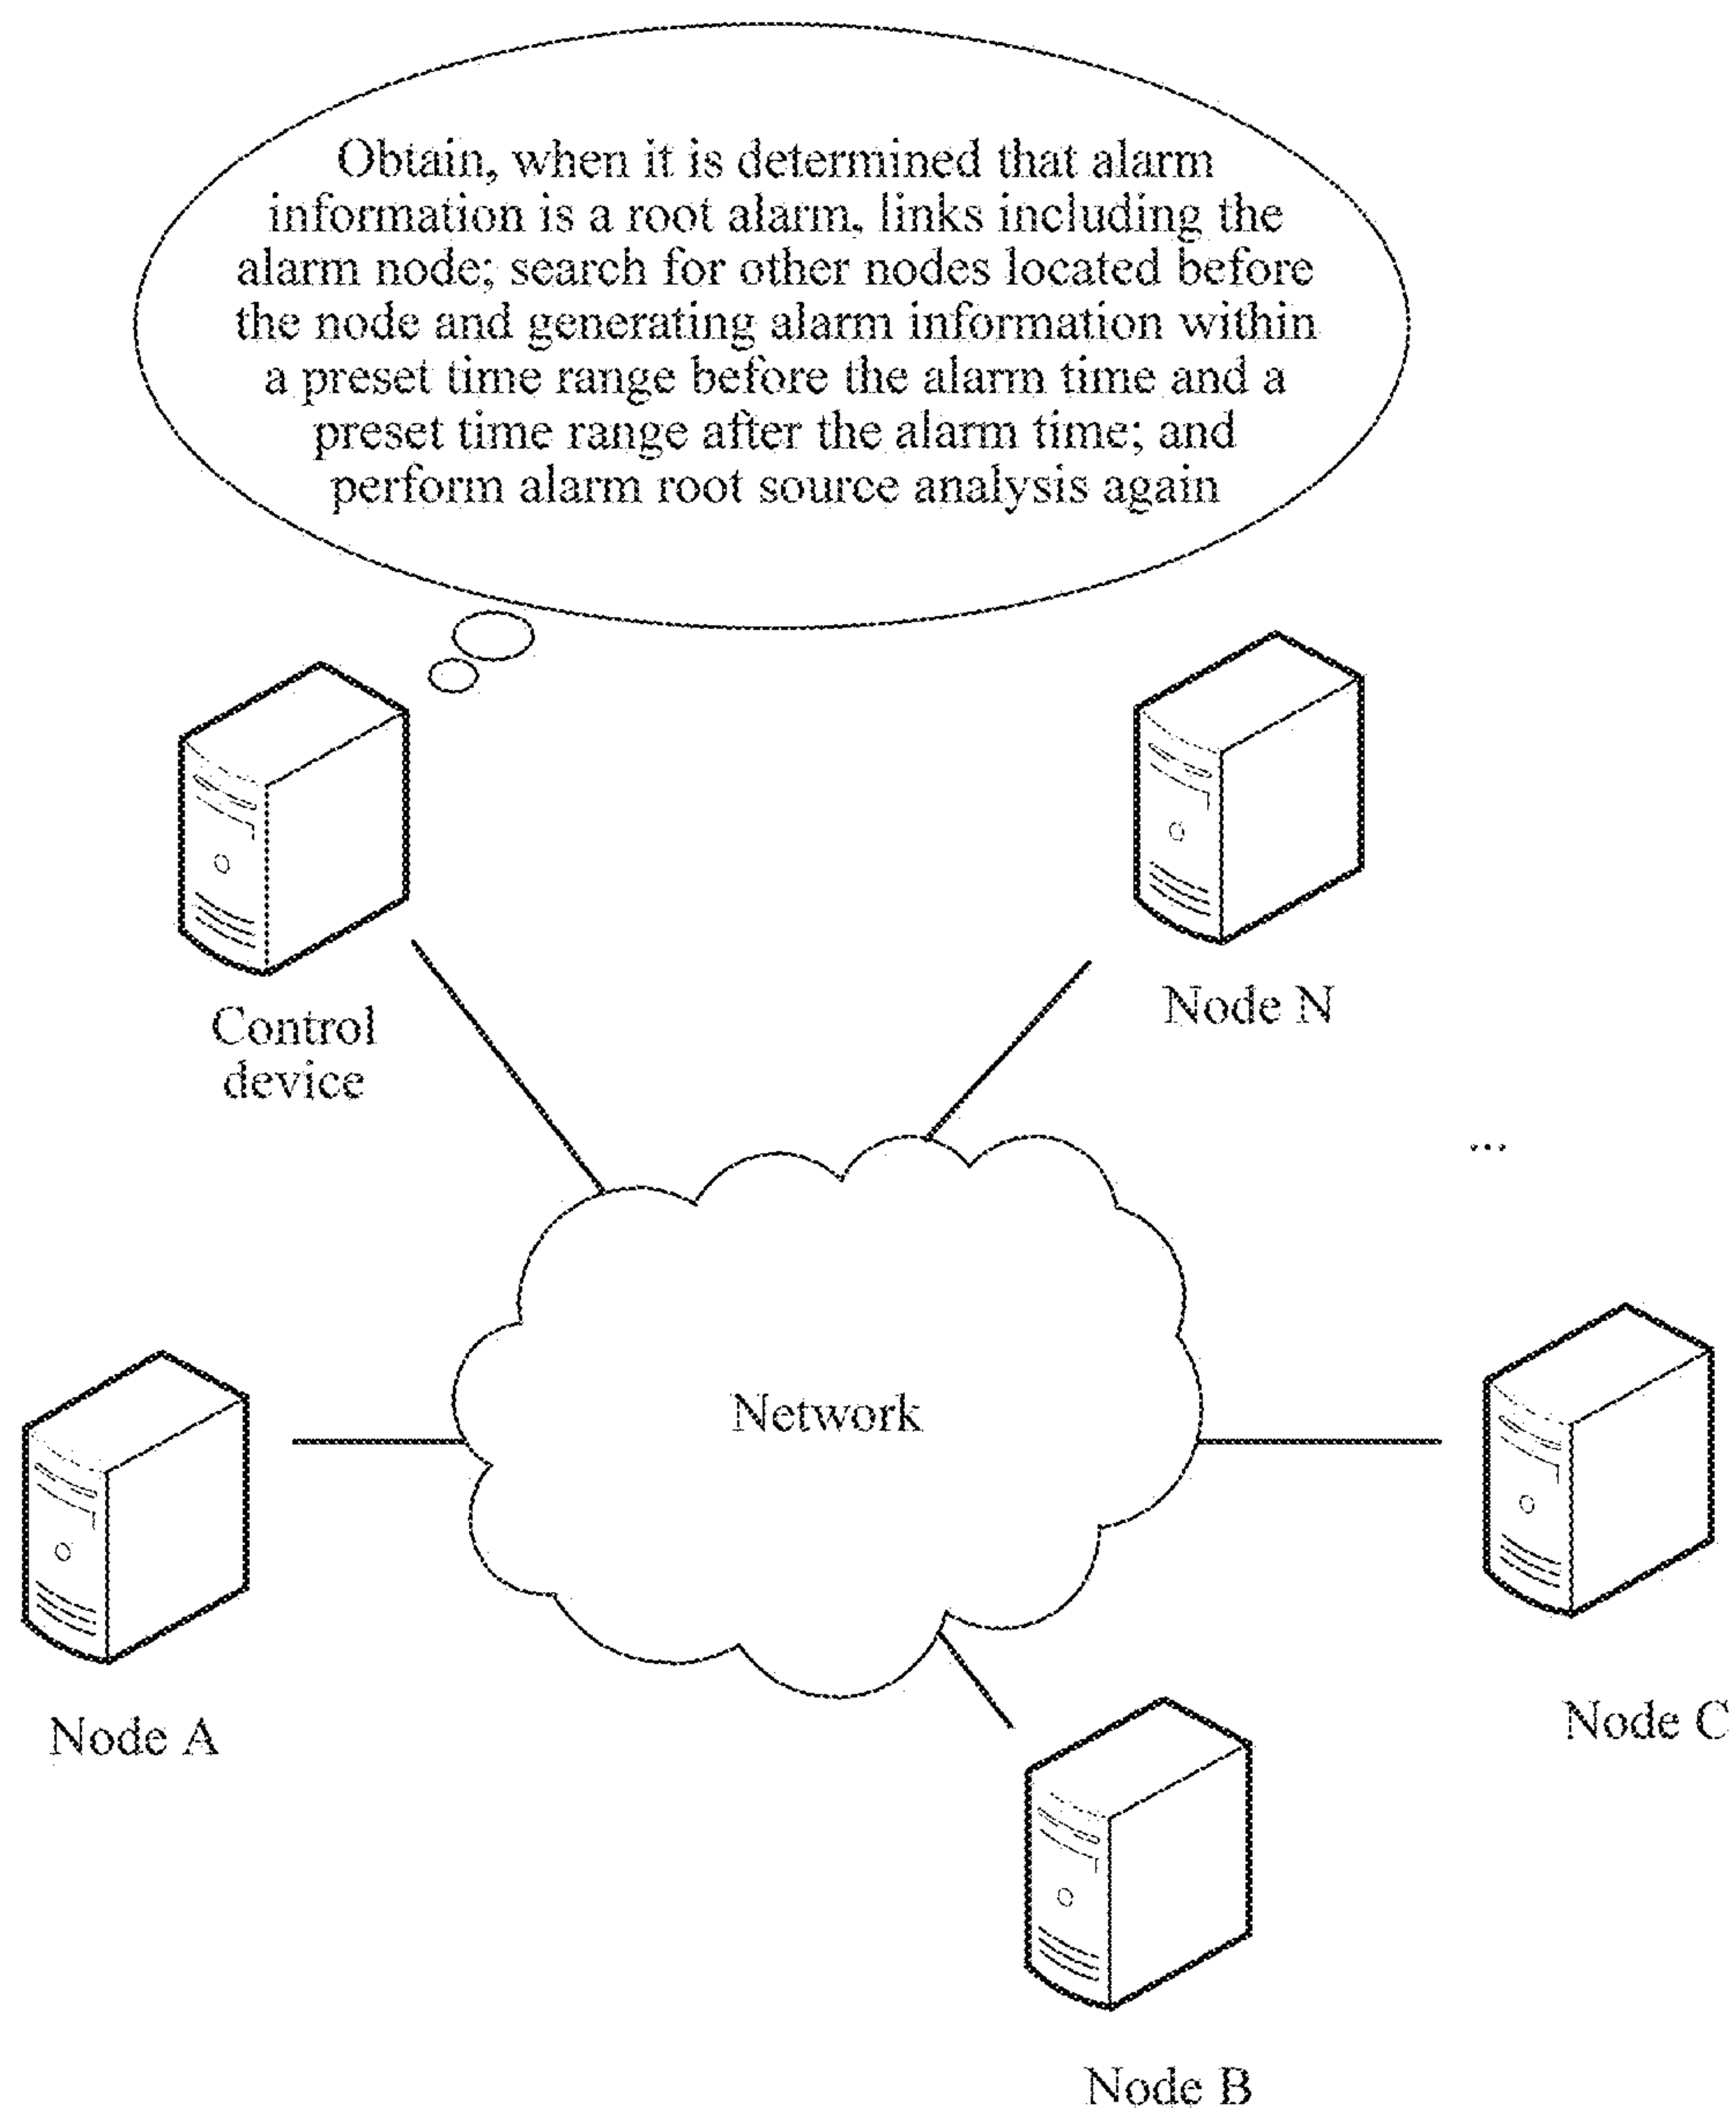 Obtain, when it is determined that alarm
information is a root alarm, links including the
alarm node; search for other nodes located before
the node and generating alarm information within
a preset time range before the alarm time and a
preset time range after the alarm time; and
perform alarm root source analysis again
Control
device
Node N
...
Network
Node A
Node C
Node B